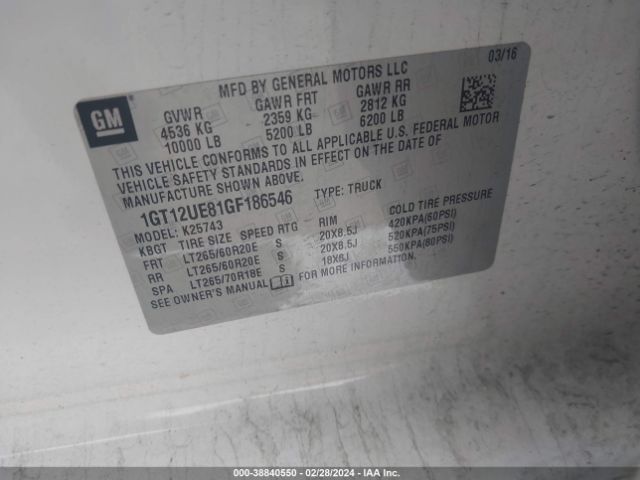 03/16
MFD BY GENERAL MOTORS LLC
GM
GVWR GAWR FRT GAWR RR
4536 KG 2359 KG 2812 KG
10000 LB 5200 LB 6200 LB
THIS VEHICLE CONFORMS TO ALL APPLICABLE U.S. FEDERAL MOTOR
VEHICLE SAFETY STANDARDS IN EFFECT ON THE DATE OF
MANUFACTURE SHOWN ABOVE.
1GT12UE81GF186546 TYPE: TRUCK
MODEL: K25743
KBGT TIRE SIZE SPEED RTG RIM COLD TIRE PRESSURE
FRT LT265/60R20E S 20X8.5J 420KPA(60PSI)
RR LT265/60R20E S 20X8.5J 520KPA(75PSI)
SPA LT265/70R18E S 18X8J 550KPA(80PSI)
SEE OWNER'S MANUAL FOR MORE INFORMATION.
000-38840550 - 02/28/2024 - IAA Inc.